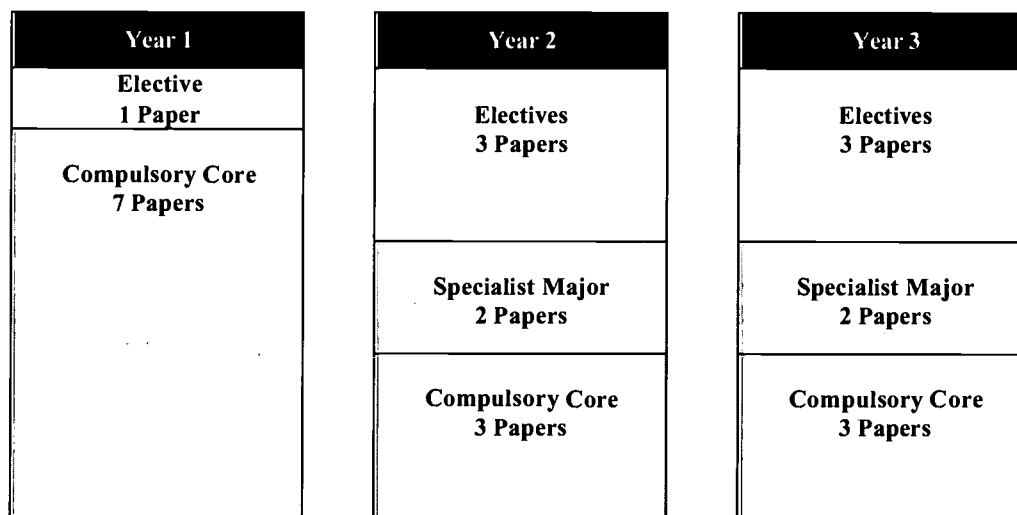 Year 1
Elective
1 Paper
Compulsory Core
7 Papers
Year 2
Electives
3 Papers
Specialist Major
2 Papers
Compulsory Core
3 Papers
Year 3
Electives
3 Papers
Specialist Major
2 Papers
Compulsory Core
3 Papers